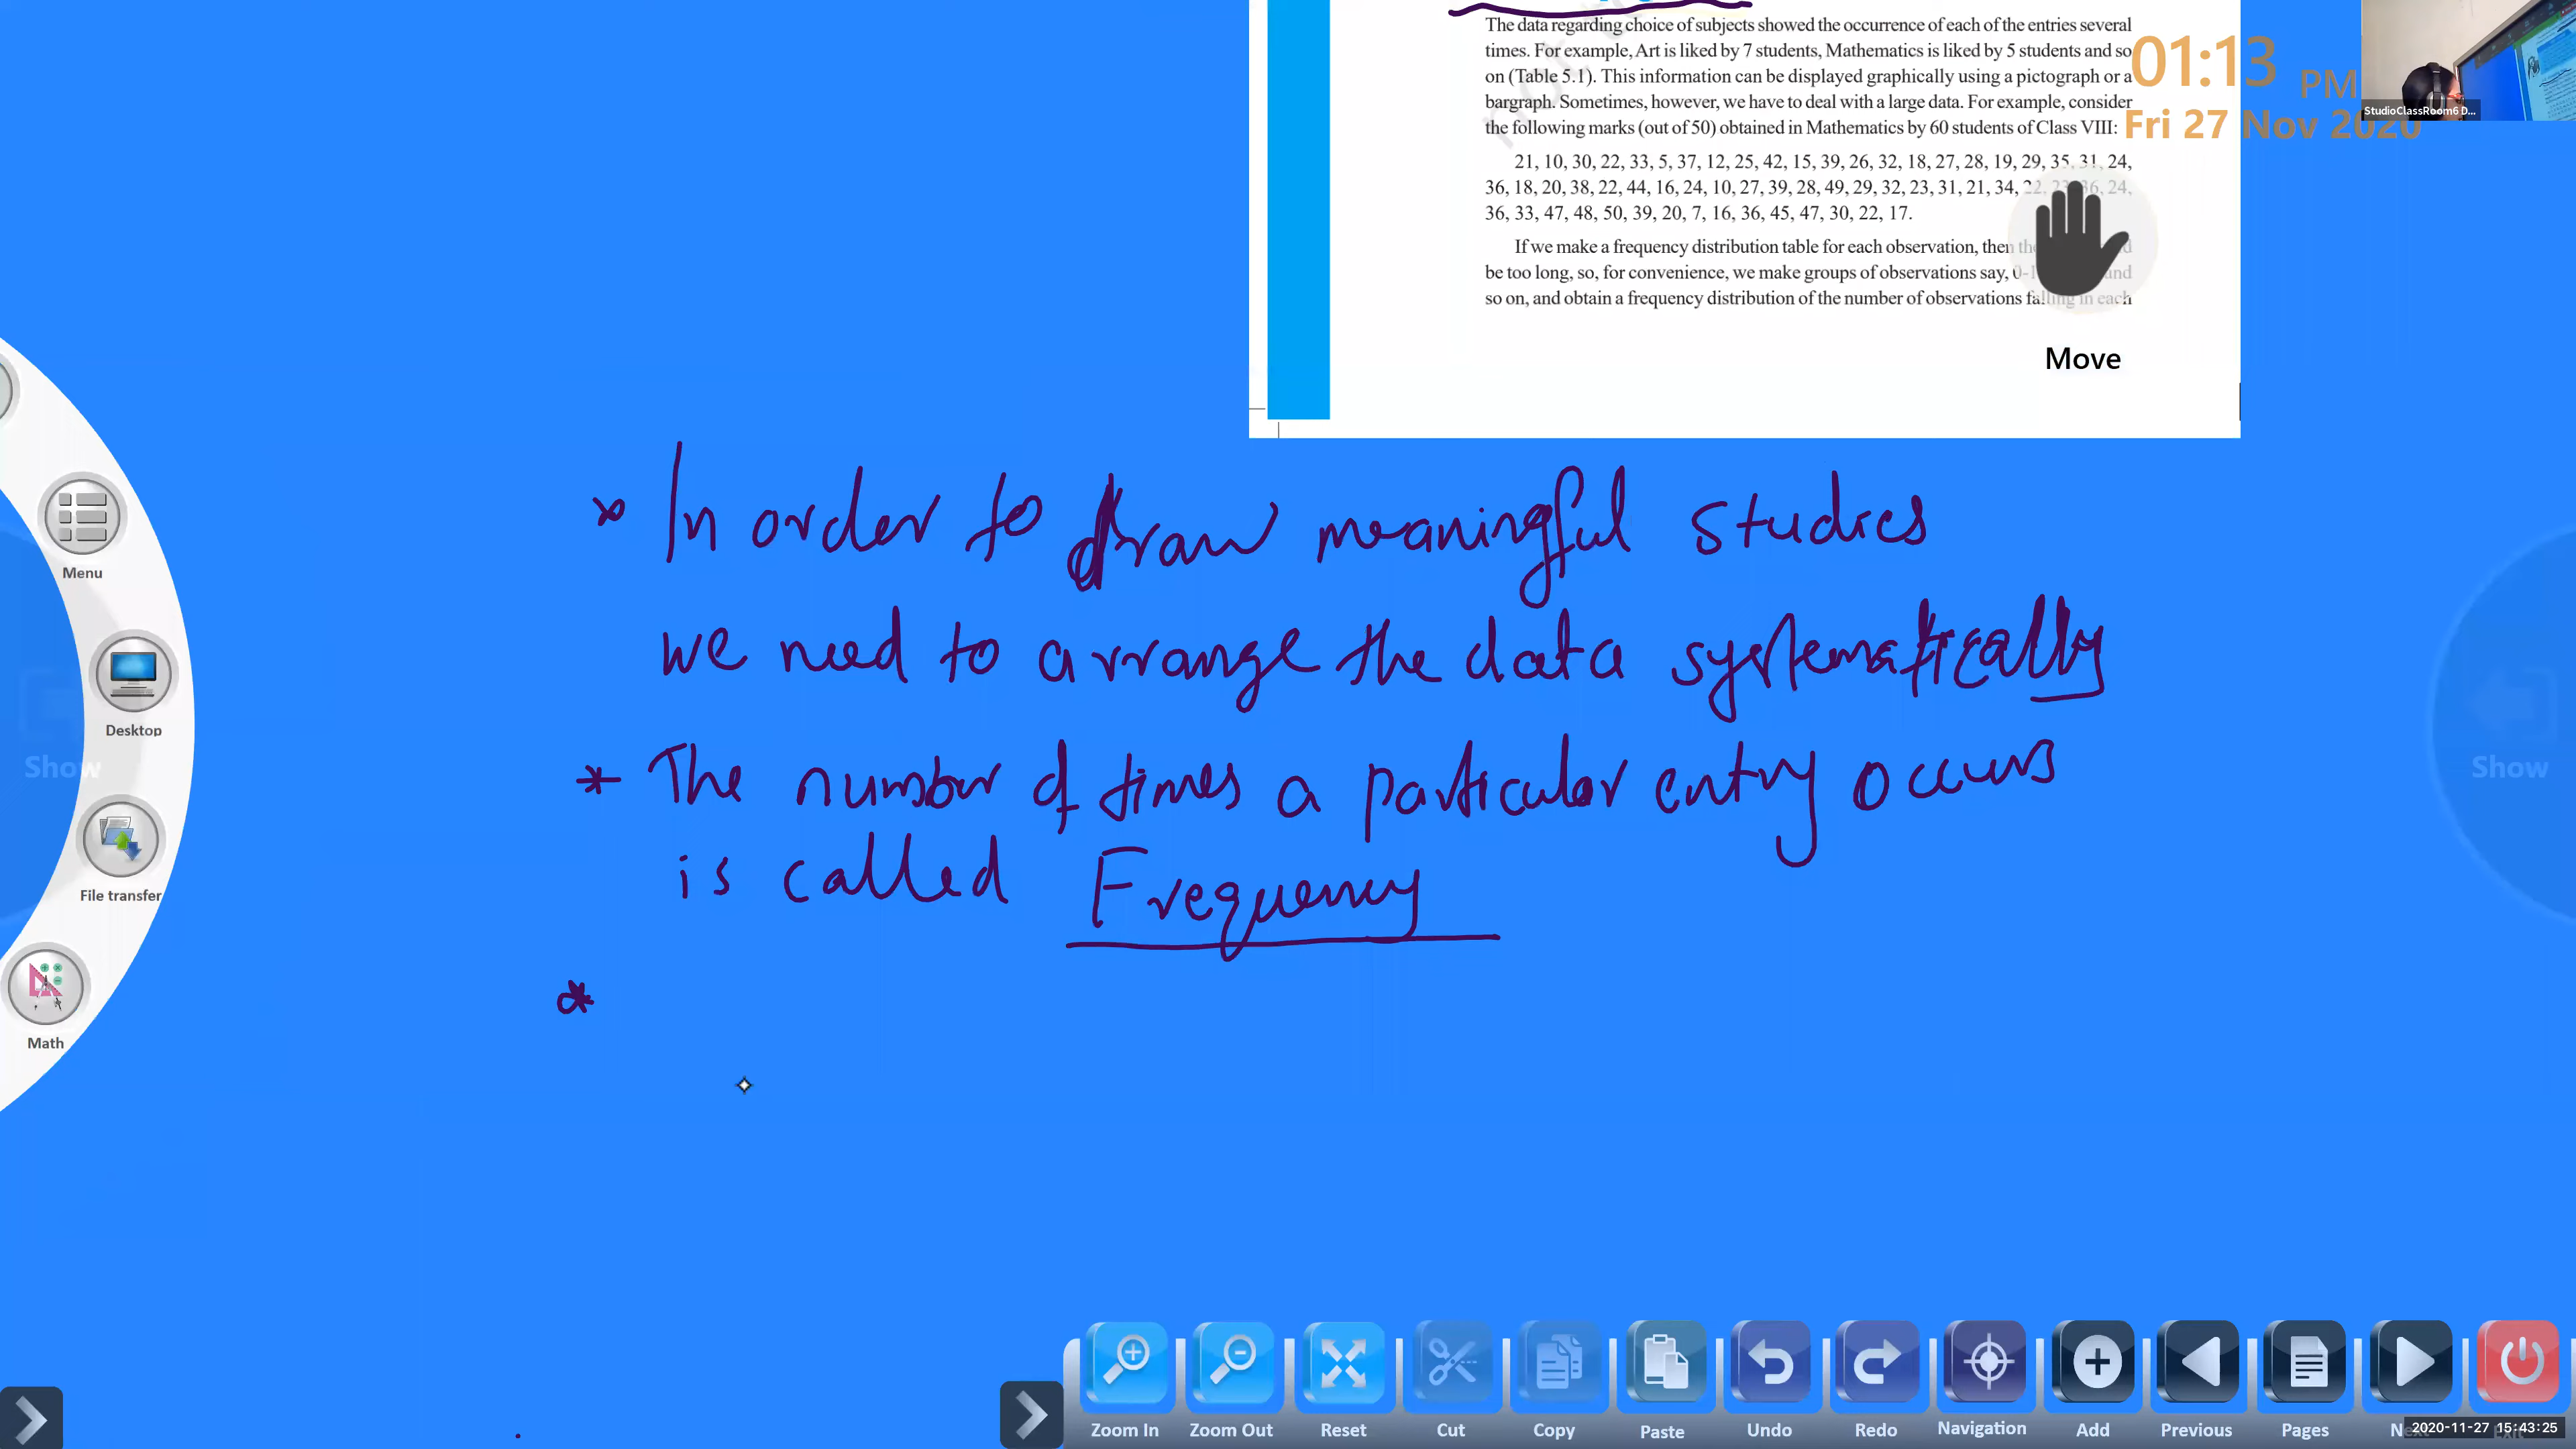 The data regarding choice of subjects showed the occurrence of each of the entries several
times. For example, Art is liked by 7 students, Mathematics is liked by 5 students and so
on (Table 5.1). This information can be displayed graphically using a pictograph or a
bargraph. Sometimes, however, we have to deal with a large data. For example, consider
the following marks (out of 50) obtained in Mathematics by 60 students of Class VIII:
21, 10, 30, 22, 33, 5, 37, 12, 25, 42, 15, 39, 26, 32, 18, 27, 28, 19, 29, 35, 31, 24,
36, 18, 20, 38, 22, 44, 16, 24, 10, 27, 39, 28, 49, 29, 32, 23, 31, 21, 34, 22, 23, 36, 24,
36, 33, 47, 48, 50, 39, 20, 7, 16, 36, 45, 47, 30, 22, 17.
If we make a frequency distribution table for each observation, then
be too long, so, for convenience, we make groups of observations say, and
so on, and obtain a frequency distribution of the number of observations falling in each
01:13 PM
Fri 27 Nov 2020
StudioClassRoom6 D...
Move
* In order to draw meaningful studies
we need to arrange the data systematically
* The number of times a particular entry occurs
is called Frequency
*
Menu
Desktop
Show
File transfer
Math
Show
Zoom In
Zoom Out
Reset
Cut
Copy
Paste
Undo
Redo
Navigation
Add
Previous
Pages
2020-11-27 15:43:25